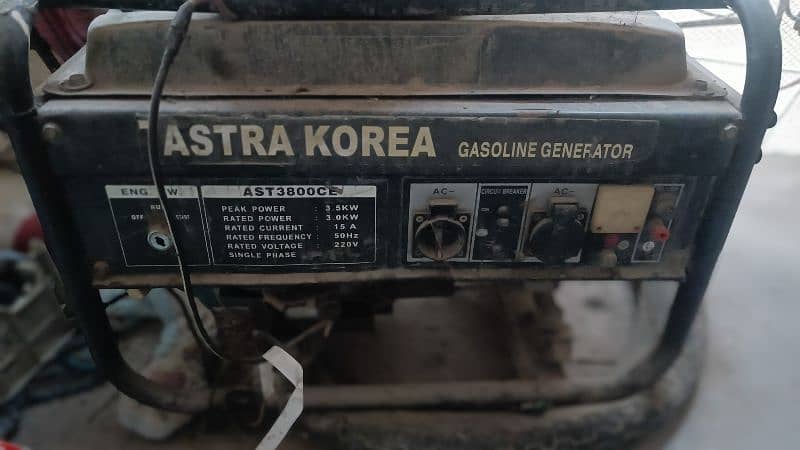 ASTRA KOREA GASOLINE GENERATOR
AST3800CE
PEAK POWER : 3.5KW
RATED POWER : 3.0KW
RATED CURRENT : 15 A
RATED FREQUENCY : 50Hz
RATED VOLTAGE : 220V
SINGLE PHASE
OFF START
AC~ CIRCUIT BREAKER AC~